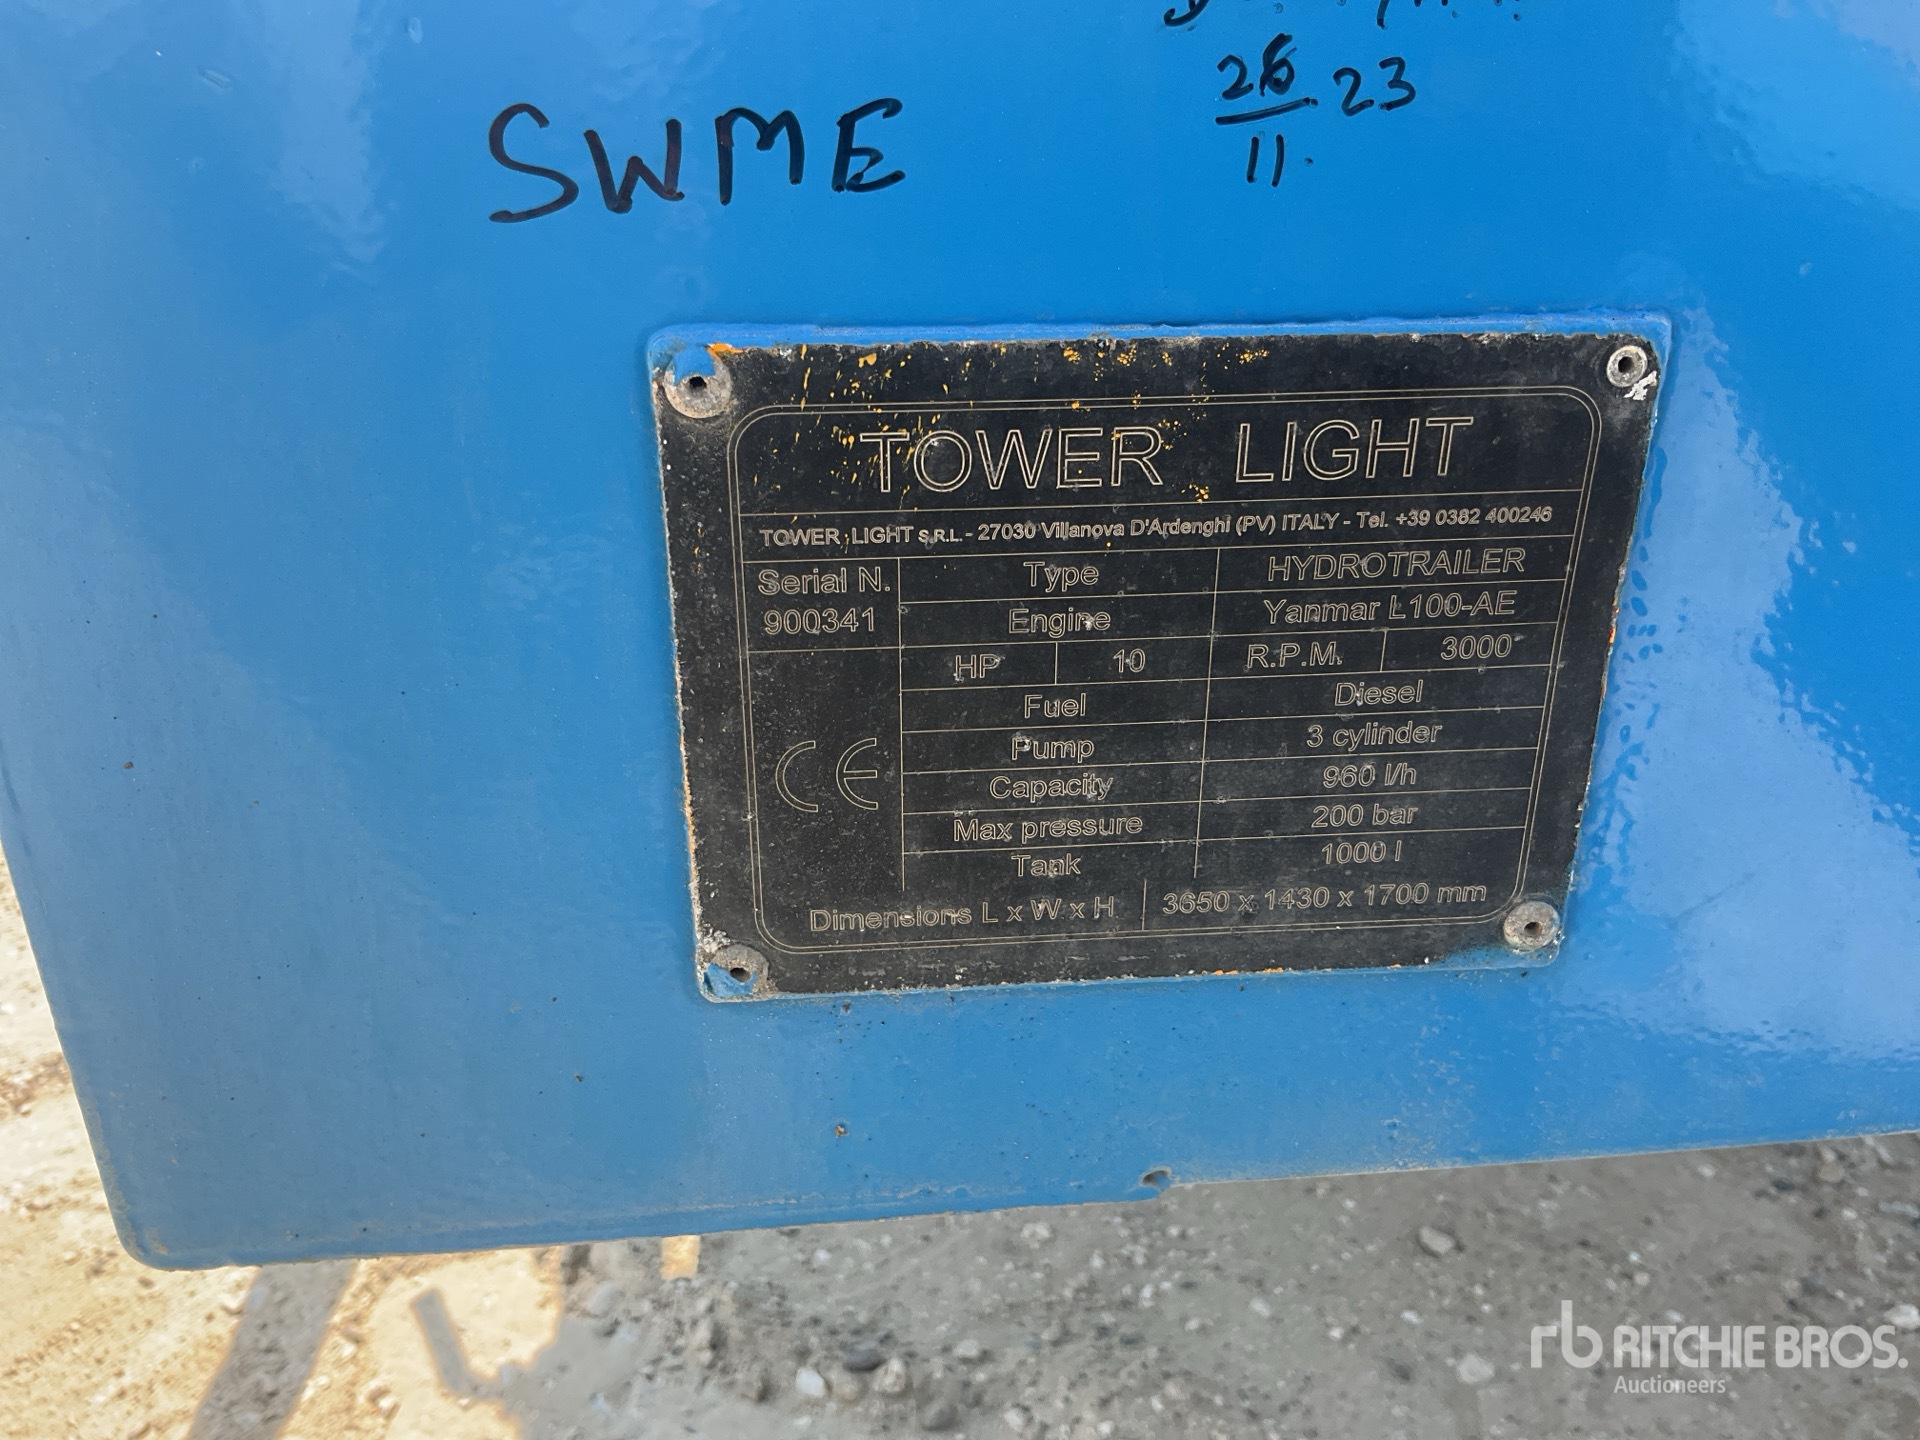 26 23
11.
SWME
TOWER LIGHT
TOWER LIGHT S.R.L. - 27030 Villanova D'Ardenghi (PV) ITALY - Tel. +39 0382 400246
Serial N. Type HYDROTRAILER
900341 Engine Yanmar L100-AE
HP 10 R.P.M. 3000
Fuel Diesel
Pump 3 cylinder
CE
Capacity 960 l/h
Max pressure 200 bar
Tank 1000 l
Dimensions L x W x H 3650 x 1430 x 1700 mm
rb RITCHIE BROS.
Auctioneers